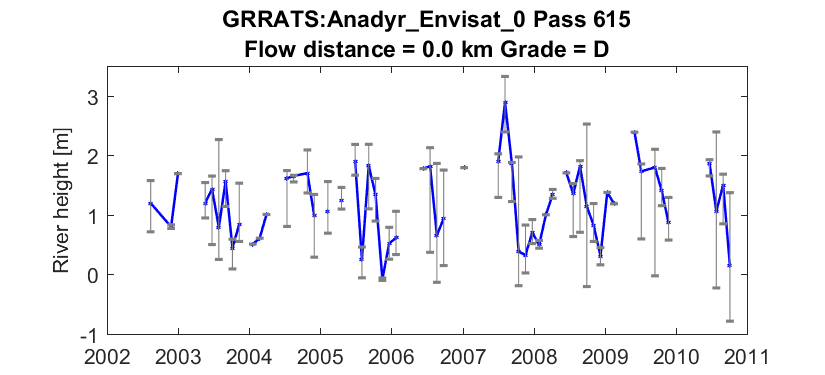 GRRATS:Anadyr_Envisat_0 Pass 615
Flow distance = 0.0 km Grade = D
River height [m]
3
2
1
0
-1
2002 2003 2004 2005 2006 2007 2008 2009 2010 2011